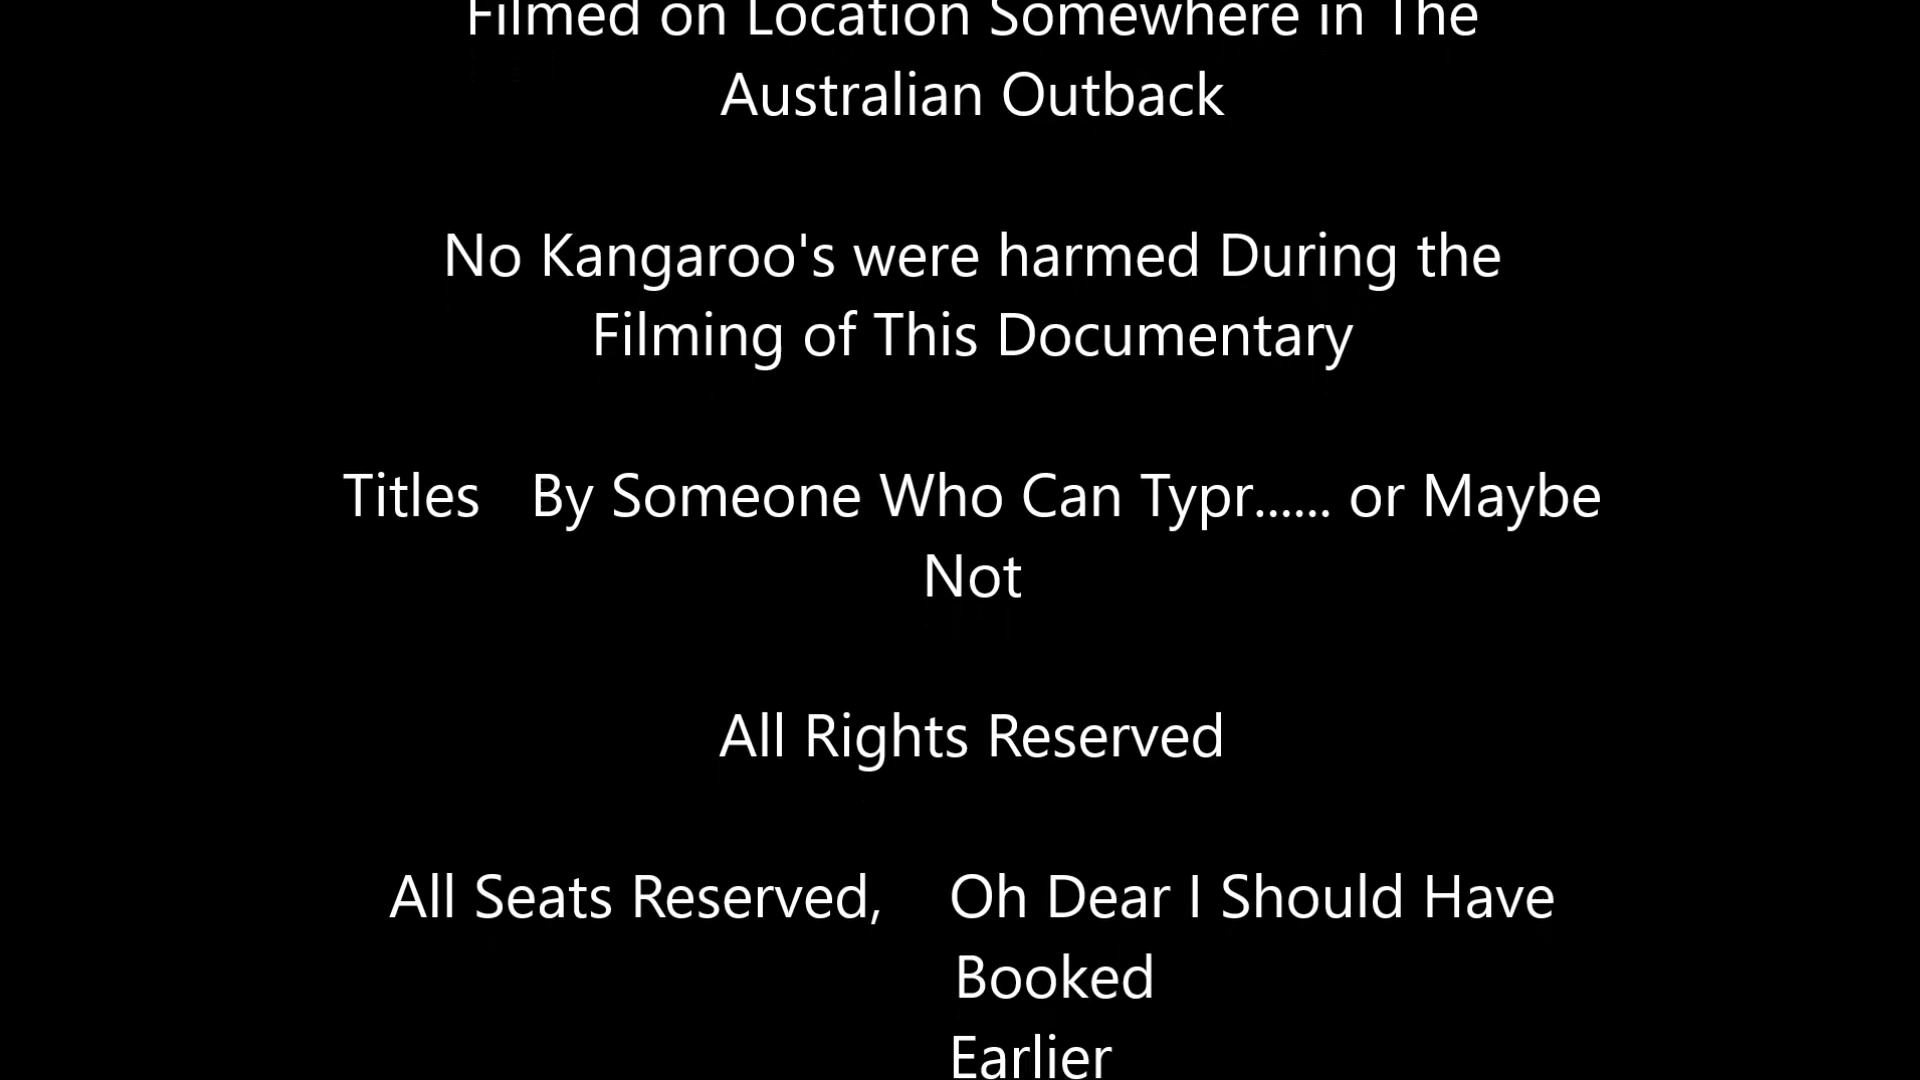 Filmed on Location Somewhere in The
Australian Outback
No Kangaroo's were harmed During the
Filming of This Documentary
Titles   By Someone Who Can Typr...... or Maybe
Not
All Rights Reserved
All Seats Reserved,    Oh Dear I Should Have
Booked
Earlier